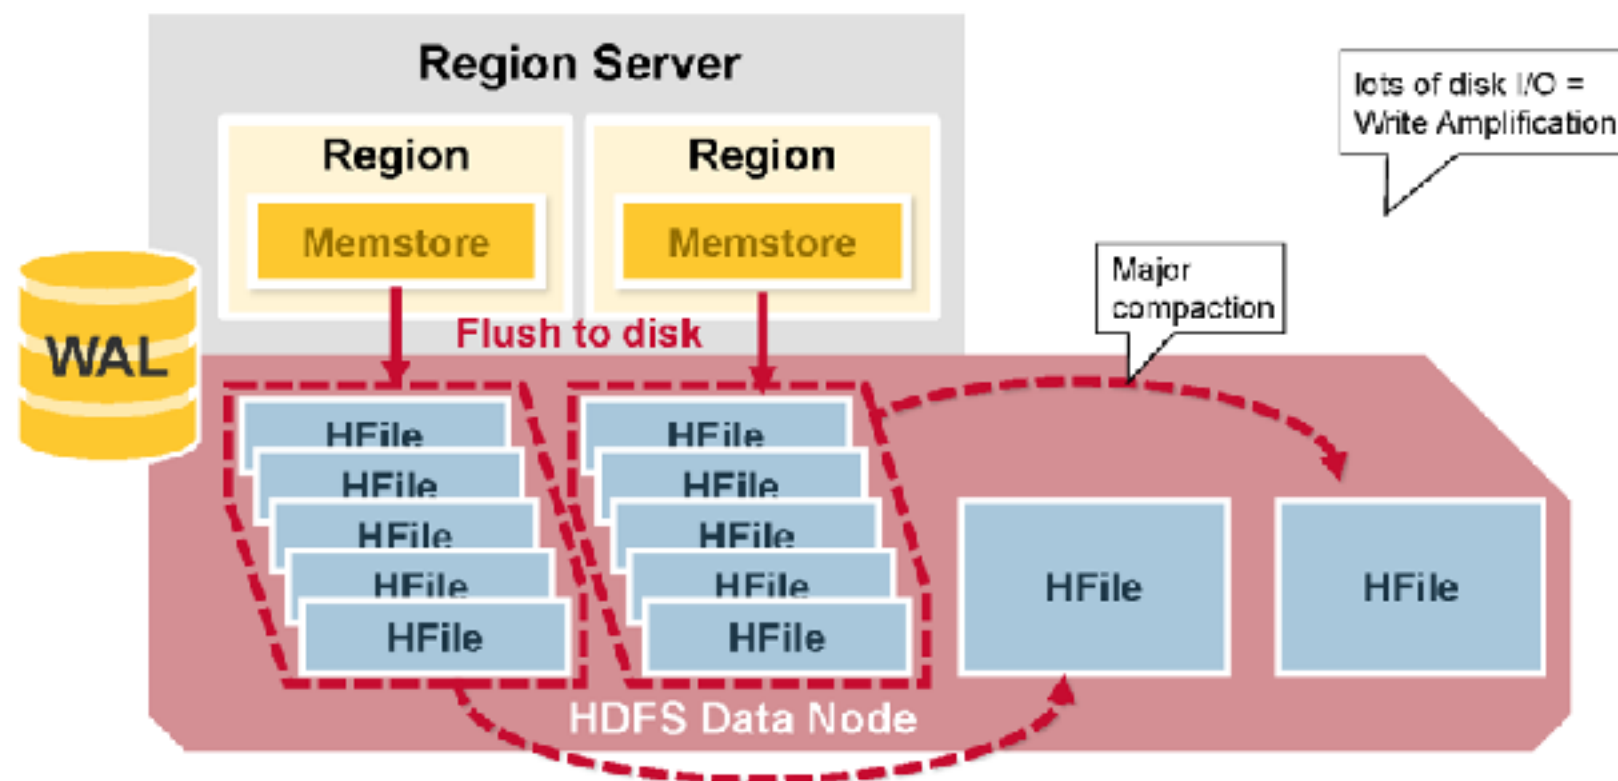 Region Server
lots of disk I/O =
Write Amplification
Region
Region
Memstore
Memstore
Major
compaction
WAL
Flush to disk
HFile
HFile
HFile
HFile
HFile
HFile
HFile
HFile
HFile
HFile
HFile
HFile
HDFS Data Node